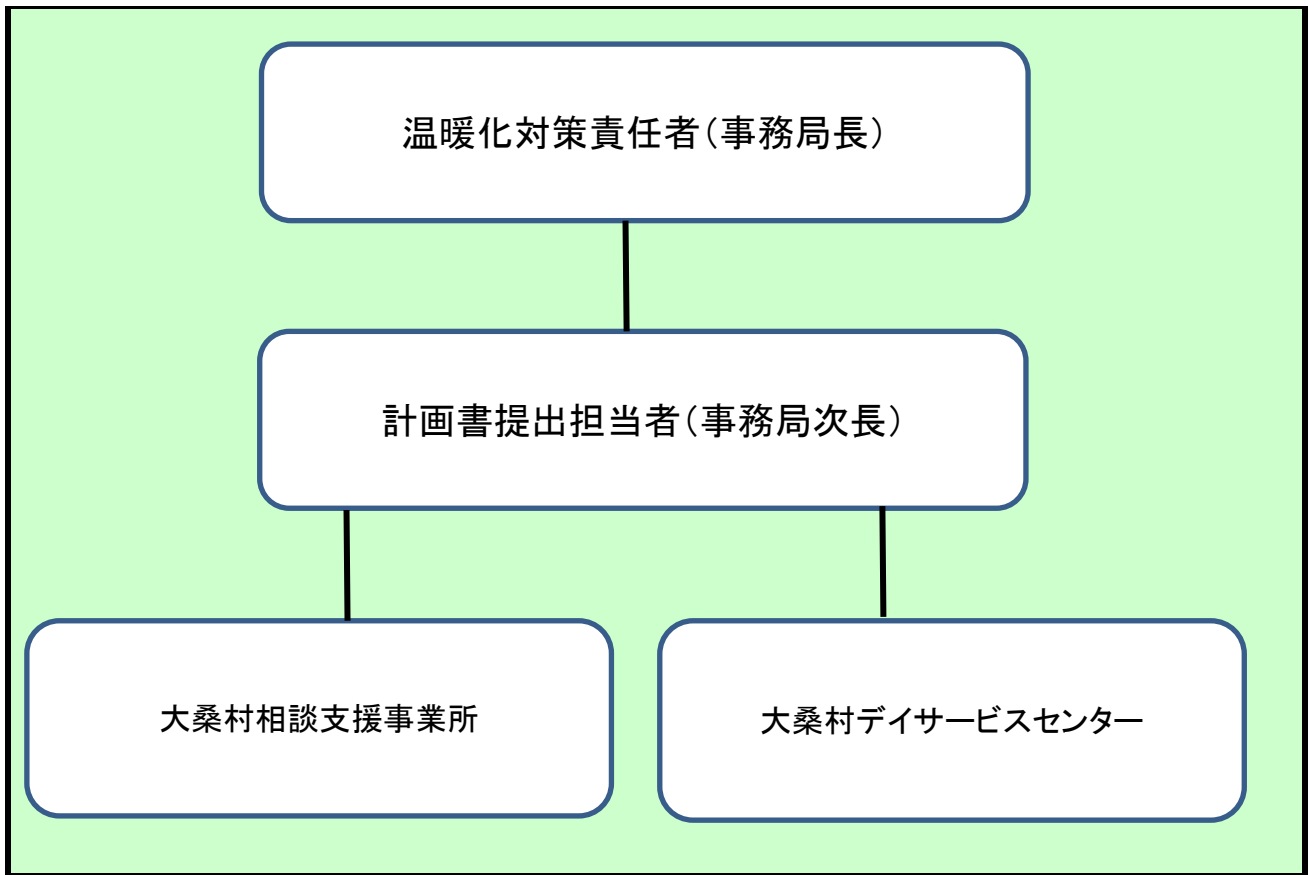 温暖化対策責任者（事務局長）
計画書提出担当者（事務局次長）
大桑村相談支援事業所
大桑村デイサービスセンター